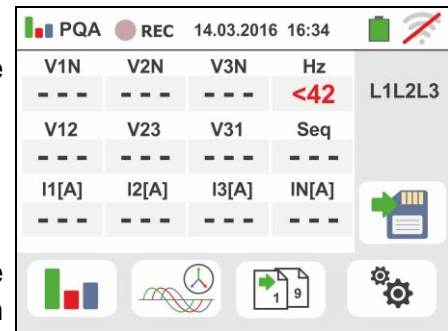 e
PQA REC 14.03.2016 16:34
V1N V2N V3N Hz
- - - - - - - - - <42 L1L2L3
V12 V23 V31 Seq
- - - - - - - - - - - -
I1[A] I2[A] I3[A] IN[A]
- - - - - - - - - - - -
e
1 9
n